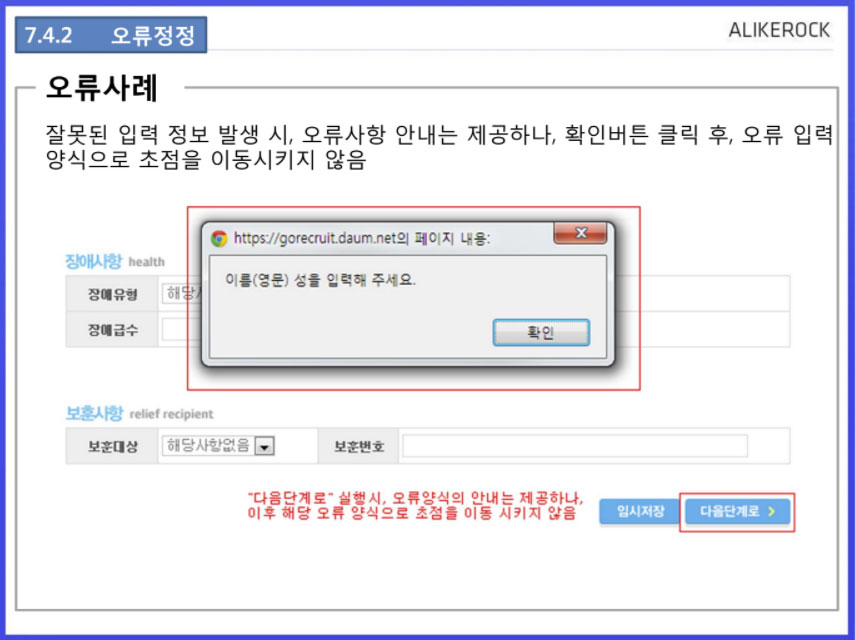 7.4.2 오류정정
ALIKEROCK
오류사례
잘못된 입력 정보 발생 시, 오류사항 안내는 제공하나, 확인버튼 클릭 후, 오류 입력
양식으로 초점을 이동시키지 않음
https://gorecruit.daum.net의 페이지 내용:
이름(영문) 성을 입력해 주세요.
확인
장애사항 health
장애유형 해당
장애급수
보훈사항 relief recipient
보훈대상 해당사항없음 보훈번호
"다음단계로" 실행시, 오류양식의 안내는 제공하나,
이후 해당 오류 양식으로 초점을 이동 시키지 않음
임시저장 다음단계로 >